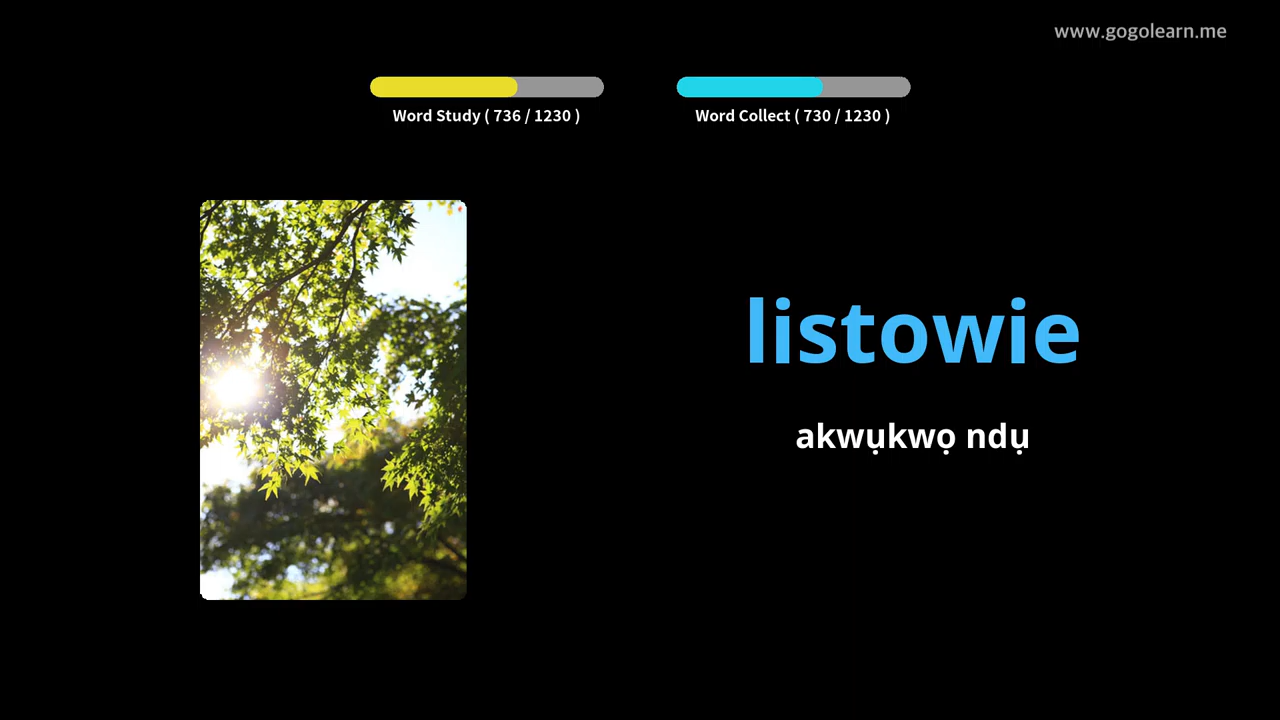 www.gogolearn.me
Word Study ( 736 / 1230 )
Word Collect ( 730 / 1230 )
listowie
akwụkwọ ndụ